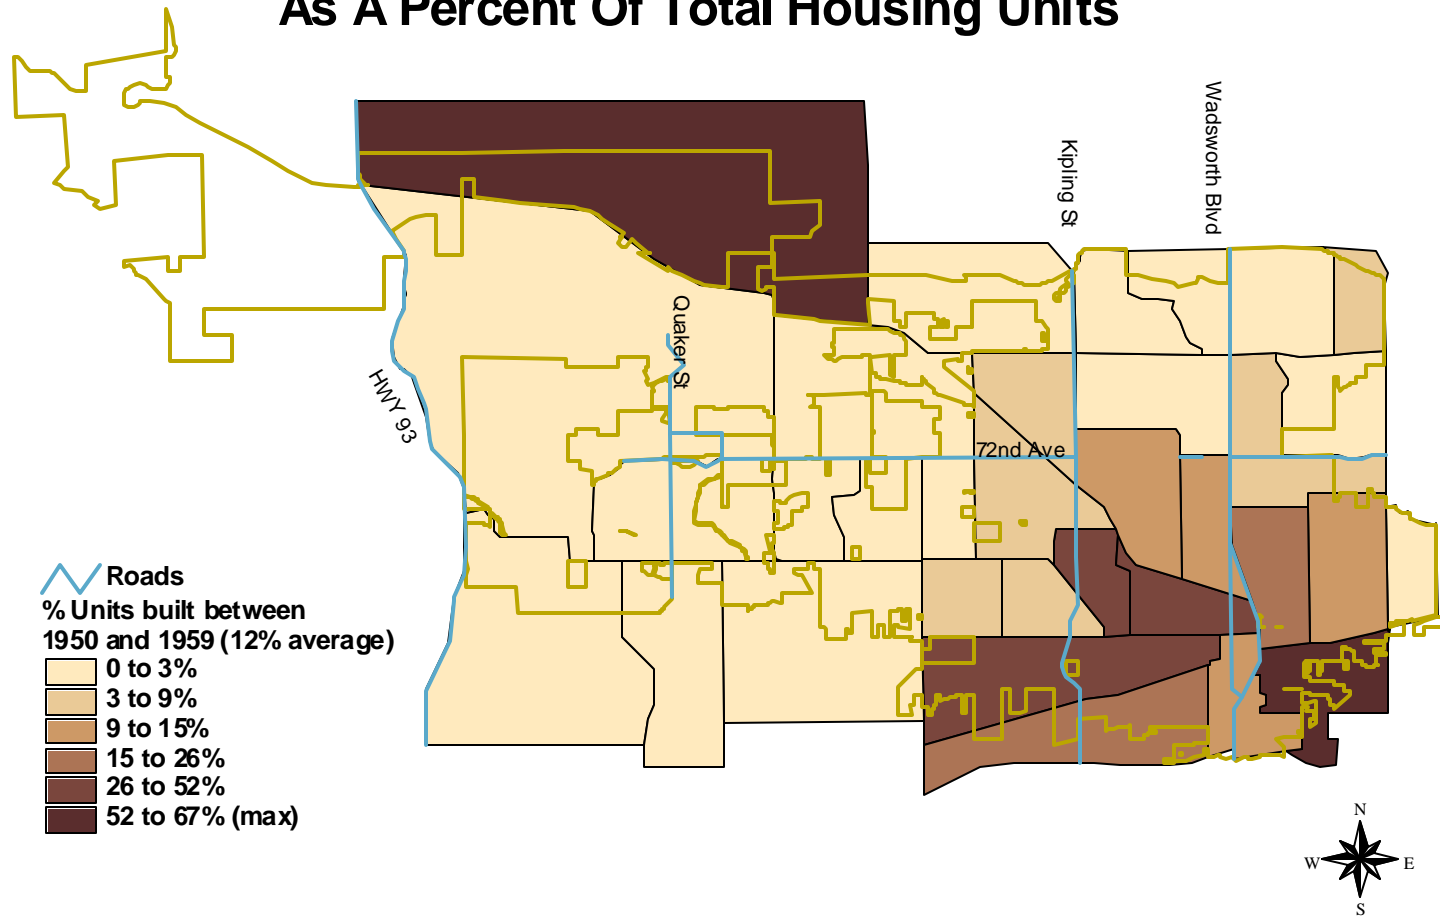 As A Percent Of Total Housing Units
Wadsworth Blvd
Kipling St
Quaker St
HWY 93
72nd Ave
Roads
% Units built between
1950 and 1959 (12% average)
0 to 3%
3 to 9%
9 to 15%
15 to 26%
26 to 52%
52 to 67% (max)
N
W E
S